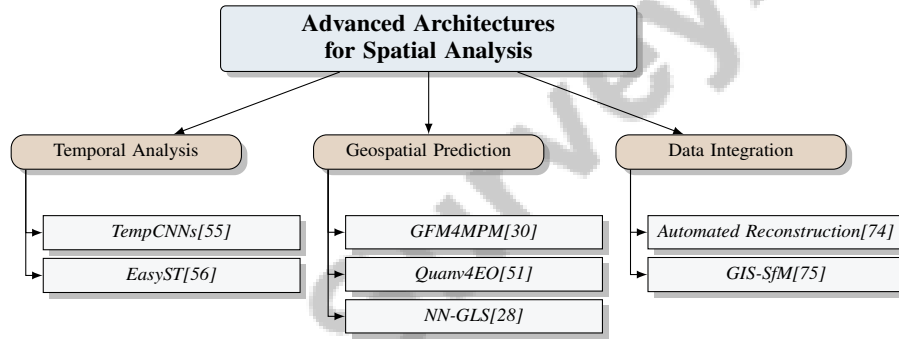 Advanced Architectures
for Spatial Analysis
Temporal Analysis
Geospatial Prediction
Data Integration
TempCNNs[55]
GFM4MPM[30]
Automated Reconstruction[74]
EasyST[56]
Quanv4EO[51]
GIS-SfM[75]
NN-GLS[28]